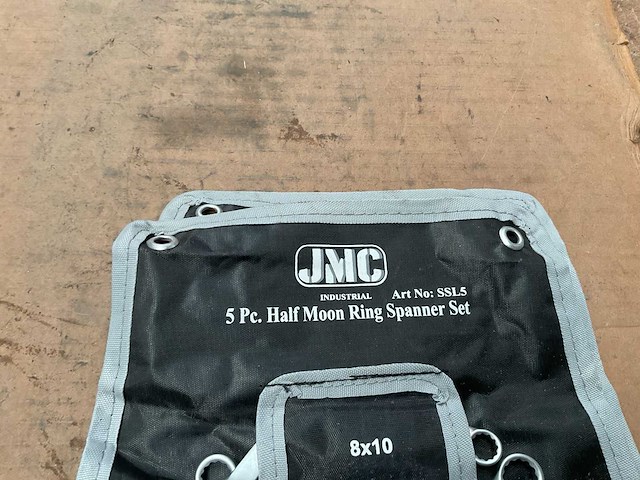 JMC
INDUSTRIAL Art No: SSL5
5 Pc. Half Moon Ring Spanner Set
8x10